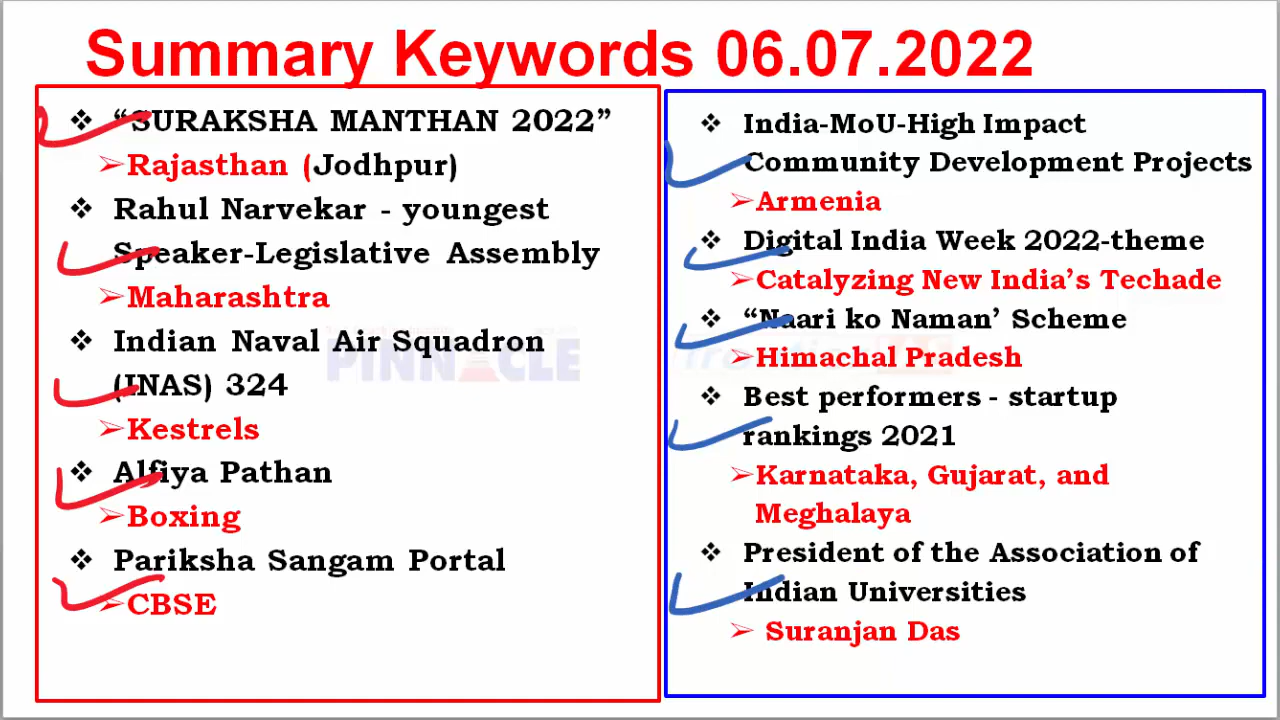 Summary Keywords 06.07.2022
❖ “SURAKSHA MANTHAN 2022”
➢Rajasthan (Jodhpur)
❖ Rahul Narvekar - youngest
Speaker-Legislative Assembly
➢Maharashtra
❖ Indian Naval Air Squadron
(INAS) 324
➢Kestrels
❖ Alfiya Pathan
➢Boxing
❖ Pariksha Sangam Portal
➢CBSE
PINNACLE
❖ India-MoU-High Impact
Community Development Projects
➢Armenia
❖ Digital India Week 2022-theme
➢Catalyzing New India’s Techade
❖ “Naari ko Naman’ Scheme
➢Himachal Pradesh
❖ Best performers - startup
rankings 2021
➢Karnataka, Gujarat, and
Meghalaya
❖ President of the Association of
Indian Universities
➢ Suranjan Das